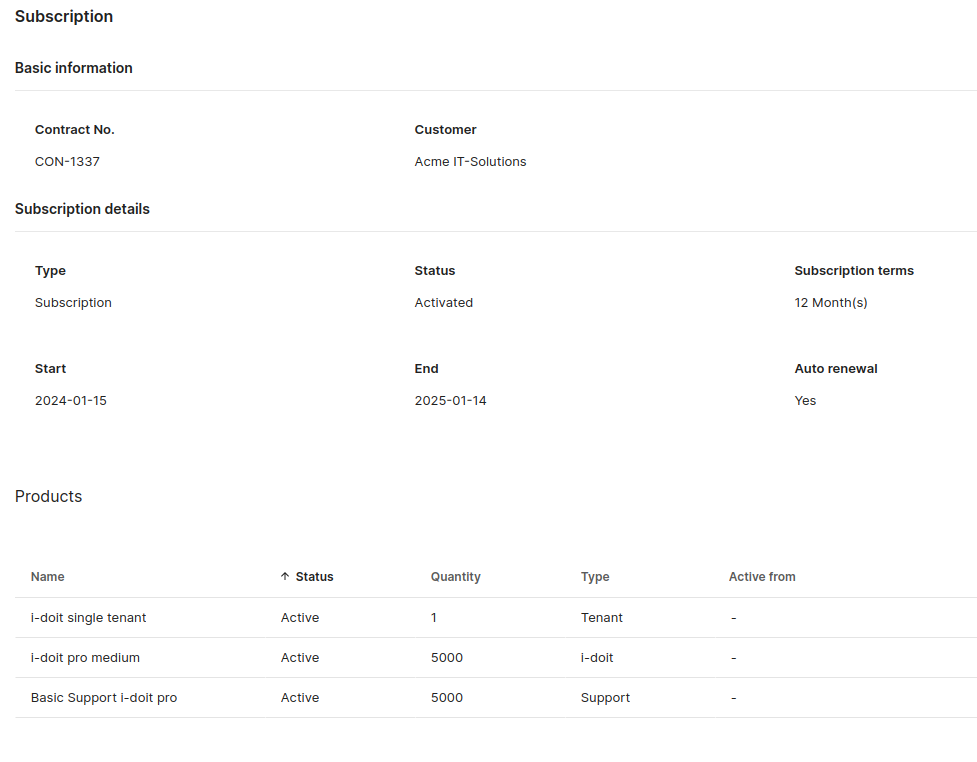 Subscription
Basic information
Contract No. Customer
CON-1337 Acme IT-Solutions
Subscription details
Type Status Subscription terms
Subscription Activated 12 Month(s)
Start End Auto renewal
2024-01-15 2025-01-14 Yes
Products
Name ↑ Status Quantity Type Active from
i-doit single tenant Active 1 Tenant -
i-doit pro medium Active 5000 i-doit -
Basic Support i-doit pro Active 5000 Support -